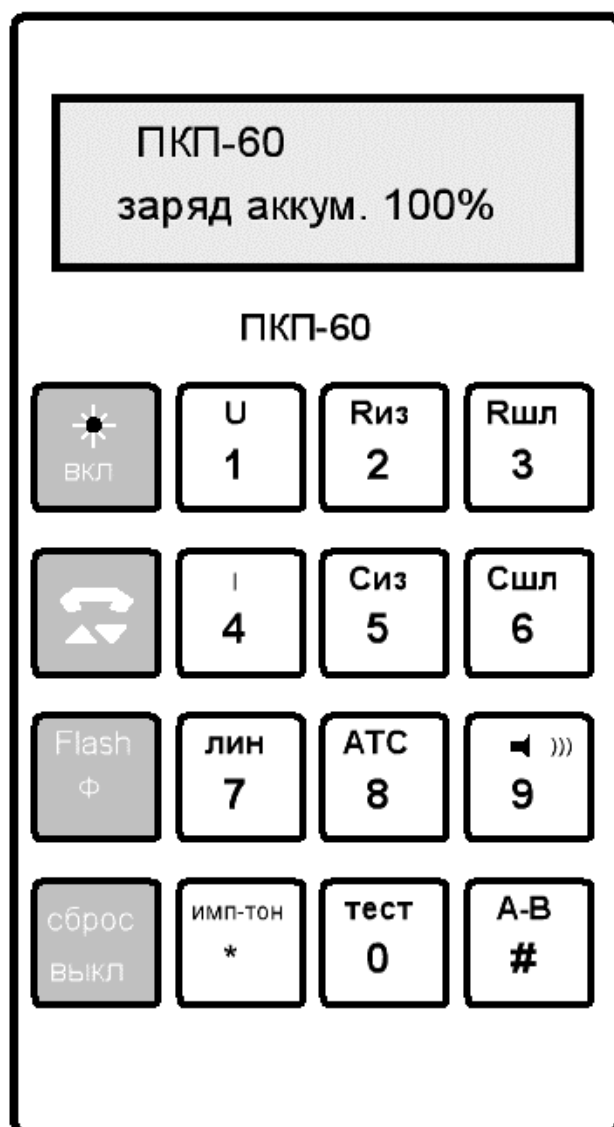 ПКП-60
заряд аккум. 100%
ПКП-60
ВКЛ
U
1
Rиз
2
Rшл
3
I
4
Сиз
5
Сшл
6
Flash
Ф
лин
7
АТС
8
)))
9
сброс
ВЫКЛ
имп-тон
*
тест
0
А-В
#